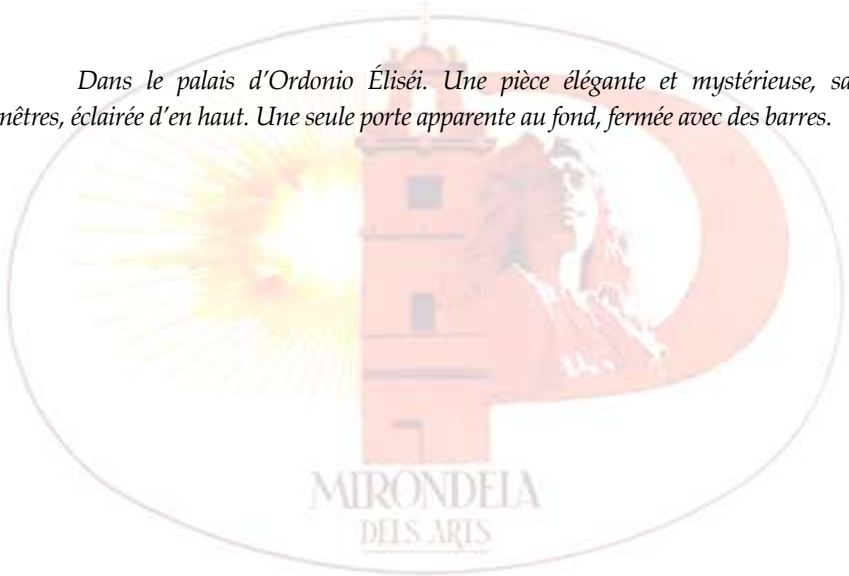 Dans le palais d’Ordonio Éliséi. Une pièce élégante et mystérieuse, sa
nêtres, éclairée d’en haut. Une seule porte apparente au fond, fermée avec des barres.
MIRONDELA
DELS ARTS